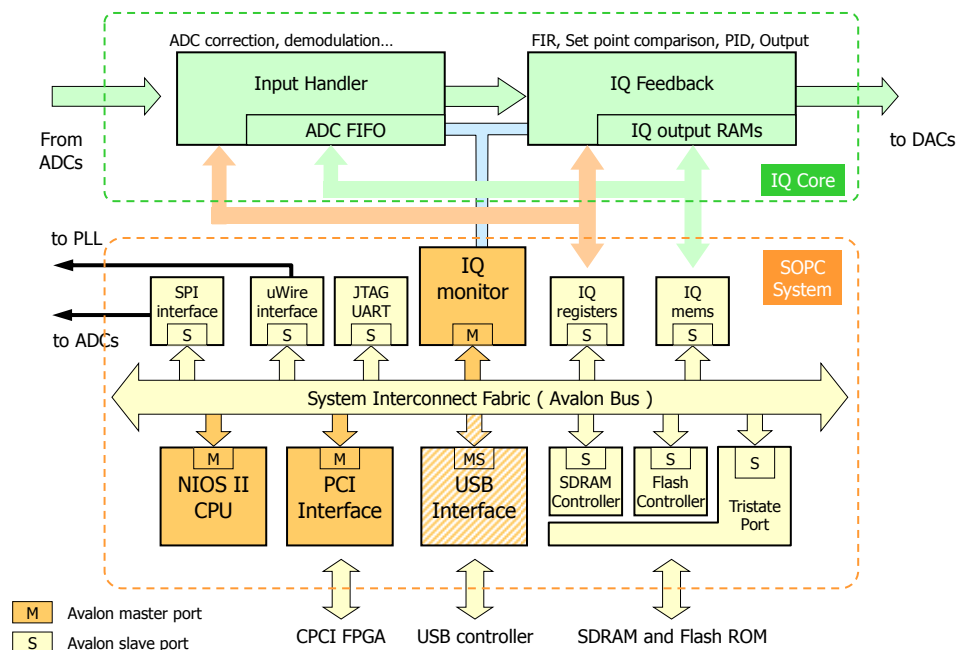 ADC correction, demodulation...
FIR, Set point comparison, PID, Output
Input Handler
IQ Feedback
ADC FIFO
IQ output RAMs
From
ADCs
to DACs
IQ Core
to PLL
SOPC
System
SPI
interface
S
uWire
interface
S
JTAG
UART
S
IQ
monitor
M
IQ
registers
S
IQ
mems
S
to ADCs
System Interconnect Fabric ( Avalon Bus )
M
NIOS II
CPU
M
PCI
Interface
MS
USB
Interface
S
SDRAM
Controller
S
Flash
Controller
S
Tristate
Port
M Avalon master port
S Avalon slave port
CPCI FPGA
USB controller
SDRAM and Flash ROM